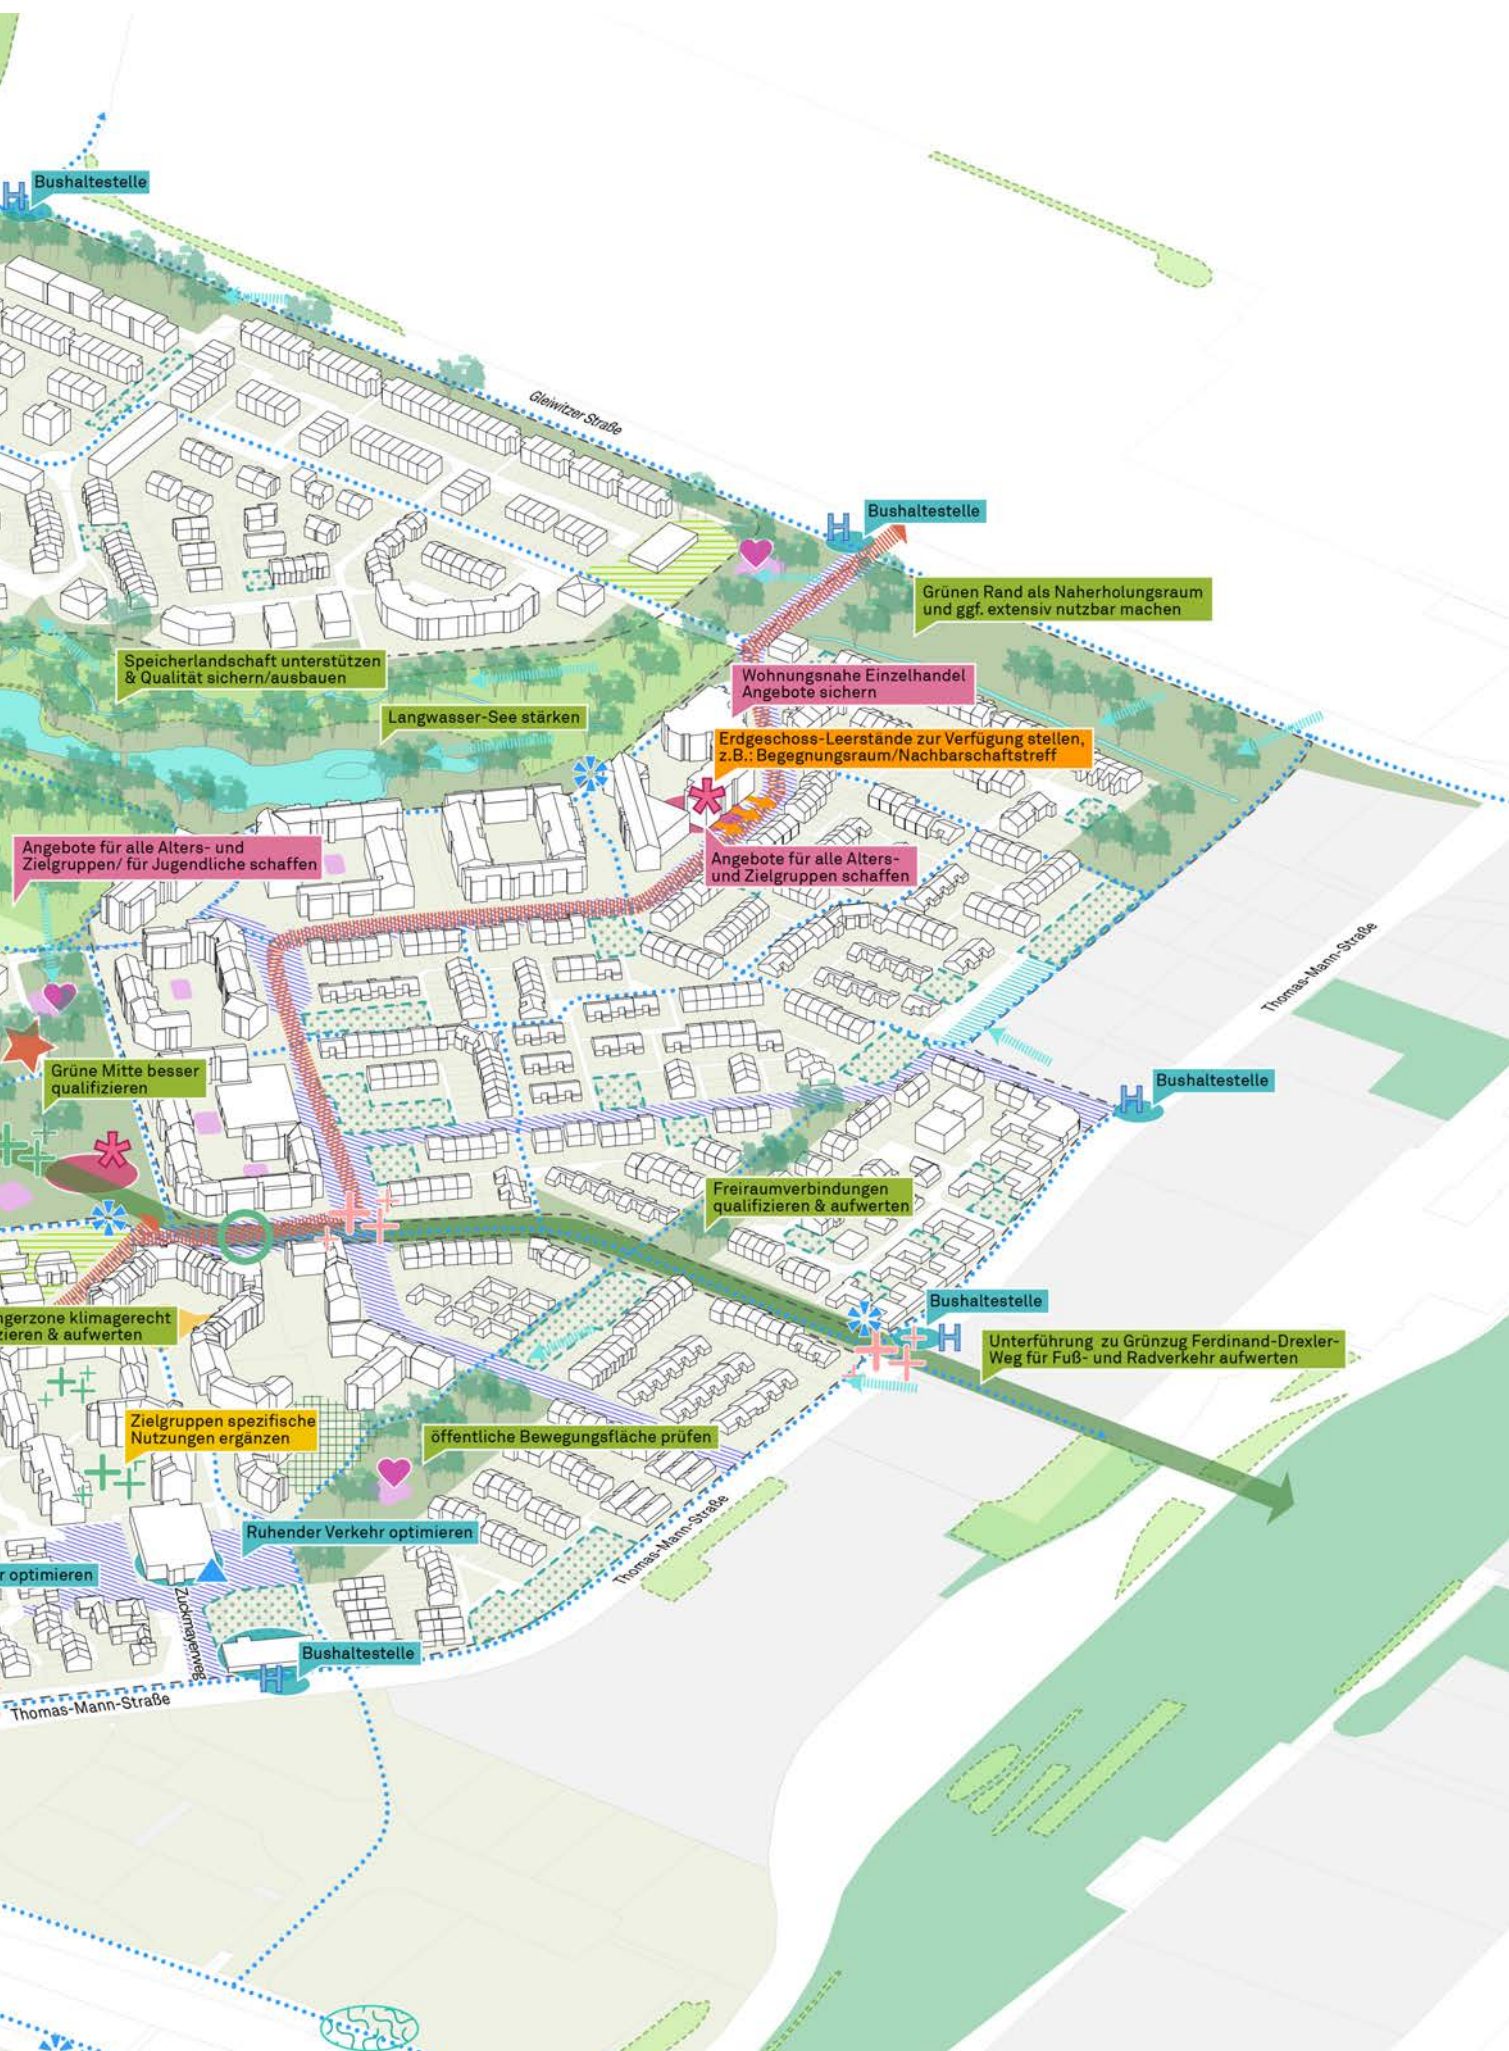 Bushaltestelle
Gleiwitzer Straße
Bushaltestelle
Grünen Rand als Naherholungsraum
und ggf. extensiv nutzbar machen
Speicherlandschaft unterstützen
& Qualität sichern/ausbauen
Wohnungsnahe Einzelhandel
Angebote sichern
Langwasser-See stärken
Erdgeschoss-Leerstände zur Verfügung stellen,
z.B.: Begegnungsraum/Nachbarschaftstreff
Angebote für alle Alters- und
Zielgruppen/ für Jugendliche schaffen
Angebote für alle Alters-
und Zielgruppen schaffen
Thomas-Mann-Straße
Grüne Mitte besser
qualifizieren
Bushaltestelle
Freiraumverbindungen
qualifizieren & aufwerten
Bushaltestelle
ngerzone klimagerecht
zieren & aufwerten
Unterführung zu Grünzug Ferdinand-Drexler-
Weg für Fuß- und Radverkehr aufwerten
Zielgruppen spezifische
Nutzungen ergänzen
öffentliche Bewegungsfläche prüfen
Ruhender Verkehr optimieren
Thomas-Mann-Straße
r optimieren
Zuckmayerweg
Bushaltestelle
Thomas-Mann-Straße